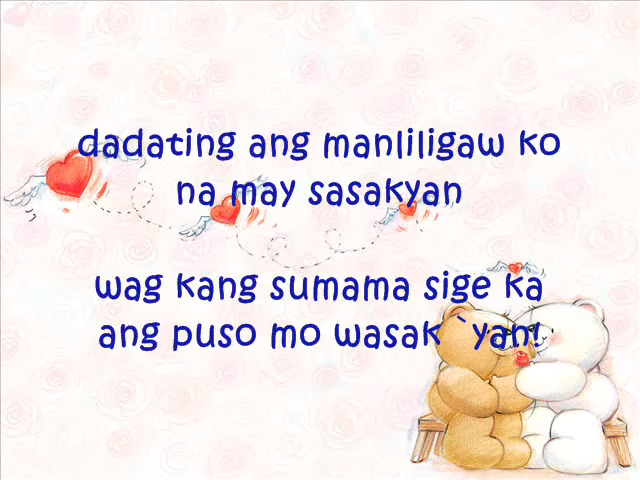 dadating ang manliligaw ko
na may sasakyan
wag kang sumama sige ka
ang puso mo wasak `yan!